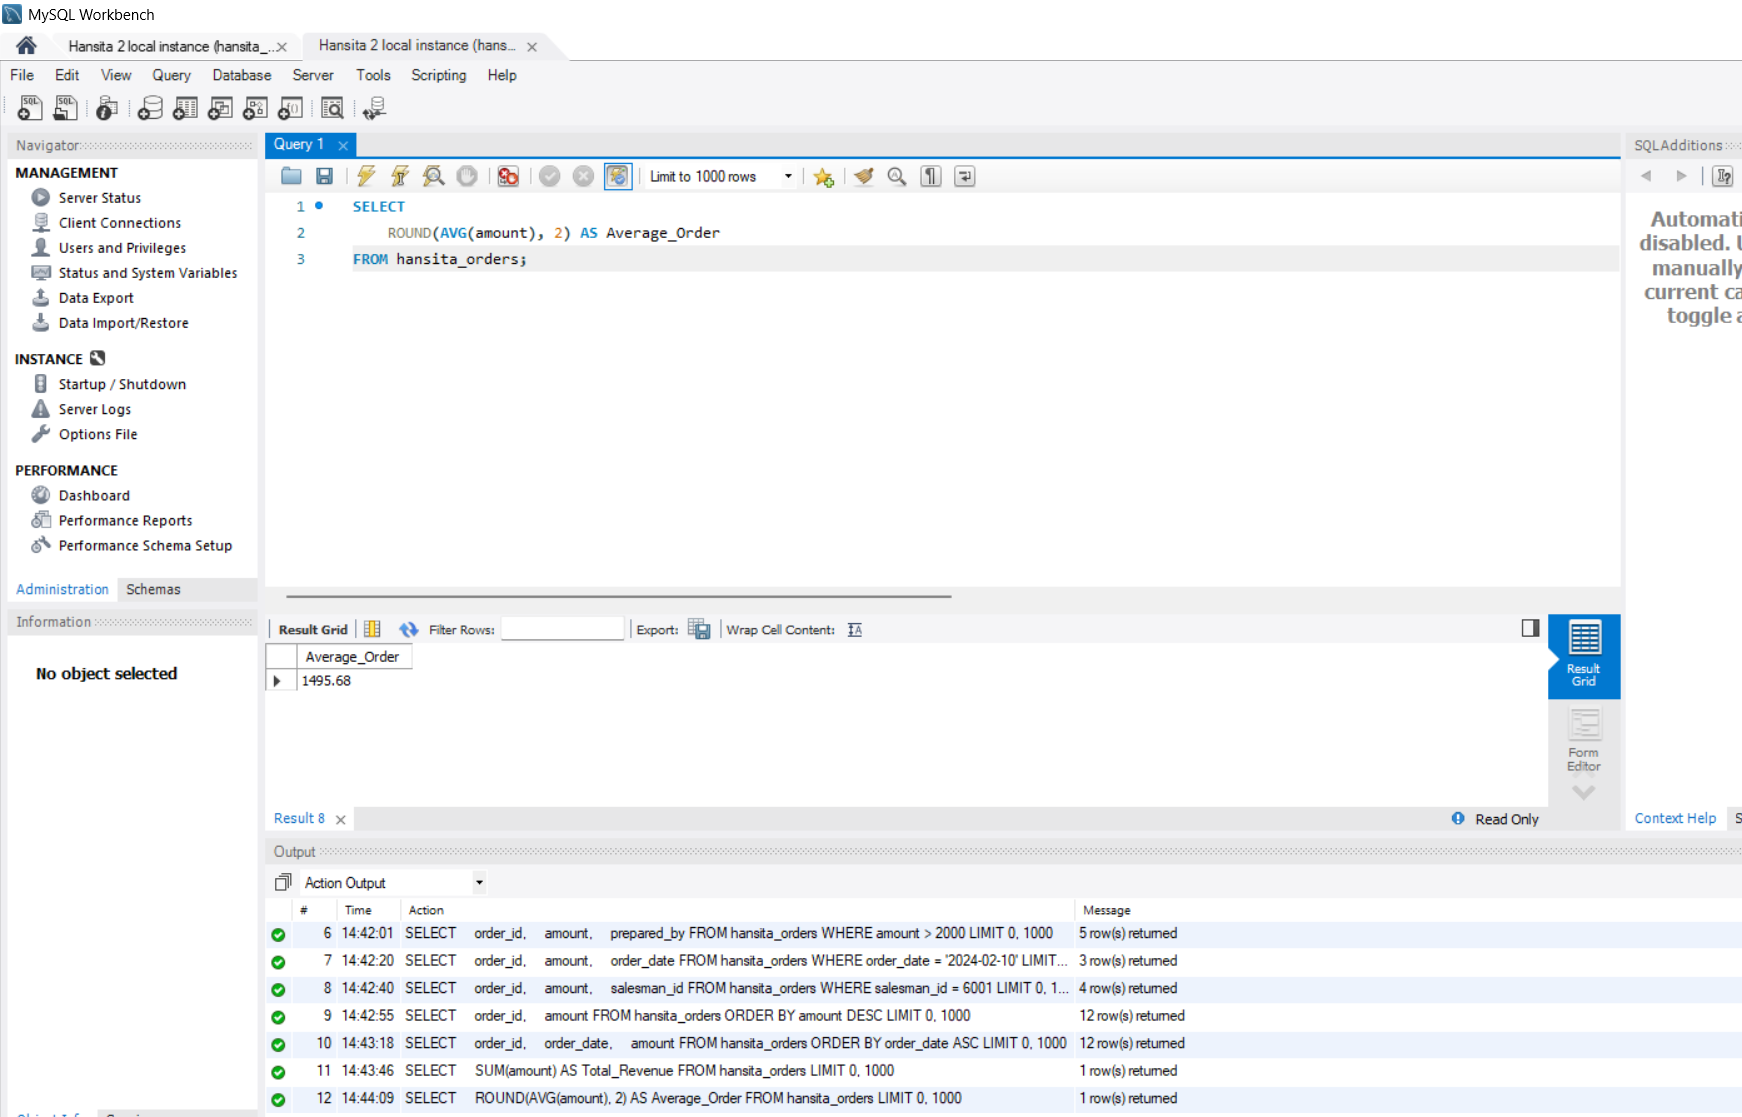 MySQL Workbench
Hansita 2 local instance (hansita_...
Hansita 2 local instance (hans...
File Edit View Query Database Server Tools Scripting Help
Navigator
MANAGEMENT
Server Status
Client Connections
Users and Privileges
Status and System Variables
Data Export
Data Import/Restore
INSTANCE
Startup / Shutdown
Server Logs
Options File
PERFORMANCE
Dashboard
Performance Reports
Performance Schema Setup
Administration Schemas
Information
No object selected
Query 1
Limit to 1000 rows
1 SELECT
2 ROUND(AVG(amount), 2) AS Average_Order
3 FROM hansita_orders;
Result Grid Filter Rows: Export: Wrap Cell Content:
Average_Order
1495.68
Result Grid
Form Editor
Result 8
Read Only
SQLAdditions
Automati
disabled. U
manually
current ca
toggle a
Context Help S
Output
Action Output
# Time Action Message
6 14:42:01 SELECT order_id, amount, prepared_by FROM hansita_orders WHERE amount > 2000 LIMIT 0, 1000 5 row(s) returned
7 14:42:20 SELECT order_id, amount, order_date FROM hansita_orders WHERE order_date = '2024-02-10' LIMIT... 3 row(s) returned
8 14:42:40 SELECT order_id, amount, salesman_id FROM hansita_orders WHERE salesman_id = 6001 LIMIT 0, 1... 4 row(s) returned
9 14:42:55 SELECT order_id, amount FROM hansita_orders ORDER BY amount DESC LIMIT 0, 1000 12 row(s) returned
10 14:43:18 SELECT order_id, order_date, amount FROM hansita_orders ORDER BY order_date ASC LIMIT 0, 1000 12 row(s) returned
11 14:43:46 SELECT SUM(amount) AS Total_Revenue FROM hansita_orders LIMIT 0, 1000 1 row(s) returned
12 14:44:09 SELECT ROUND(AVG(amount), 2) AS Average_Order FROM hansita_orders LIMIT 0, 1000 1 row(s) returned